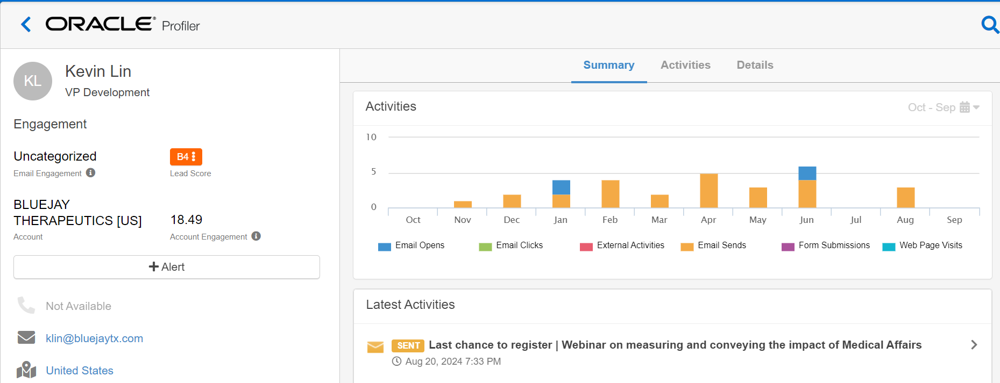 ORACLE® Profiler
KL
Kevin Lin
VP Development
Engagement
Uncategorized
Email Engagement
B4
Lead Score
BLUEJAY
THERAPEUTICS [US]
Account
18.49
Account Engagement
Alert
Not Available
klin@bluejaytx.com
United States
Summary Activities Details
Activities
Oct - Sep
10
5
0
Oct Nov Dec Jan Feb Mar Apr May Jun Jul Aug Sep
Email Opens Email Clicks External Activities Email Sends Form Submissions Web Page Visits
Latest Activities
SENT Last chance to register | Webinar on measuring and conveying the impact of Medical Affairs
Aug 20, 2024 7:33 PM